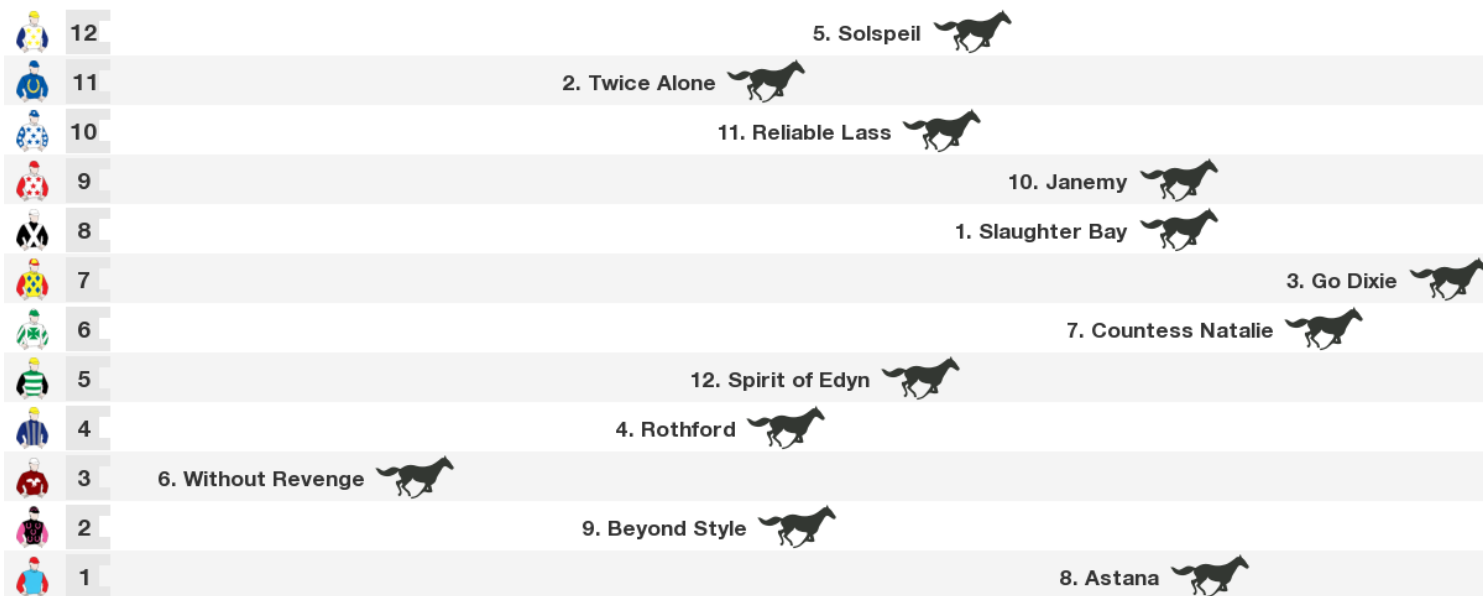 12 5. Solspeil
11 2. Twice Alone
10 11. Reliable Lass
9 10. Janemy
8 1. Slaughter Bay
7 3. Go Dixie
6 7. Countess Natalie
5 12. Spirit of Edyn
4 4. Rothford
3 6. Without Revenge
2 9. Beyond Style
1 8. Astana